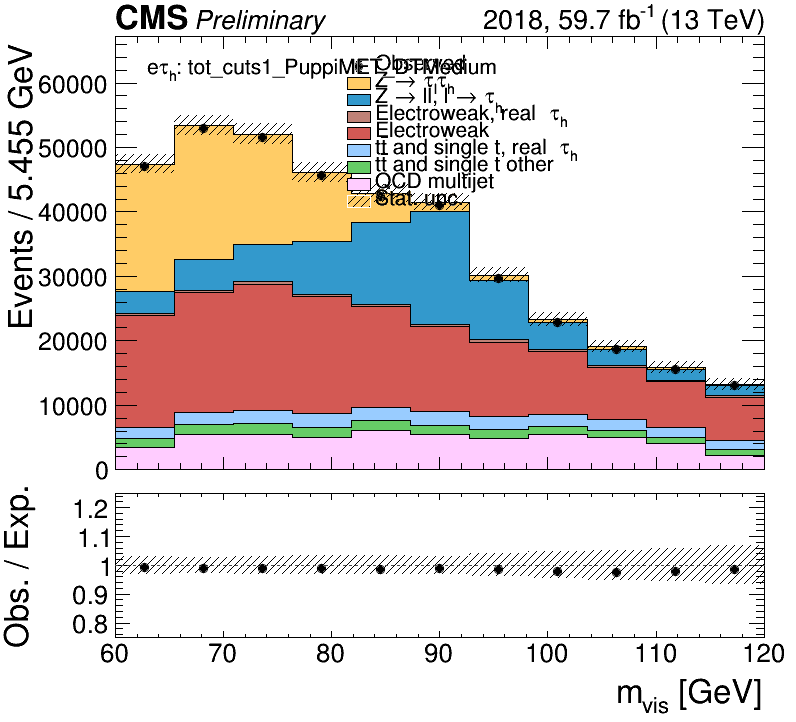 CMS Preliminary 2018, 59.7 fb⁻¹ (13 TeV)
Events / 5.455 GeV
60000
50000
40000
30000
20000
10000
0
eτₕ: tot_cuts1_PuppiMET_DTMedium
Observed
Z → τₗτₕ
Z → ll, l → τₕ
Electroweak, real τₕ
Electroweak
tt̄ and single t, real τₕ
tt̄ and single t other
QCD multijet
Stat. unc.
Obs. / Exp.
1.2
1.1
1
0.9
0.8
60 70 80 90 100 110 120
m_vis [GeV]